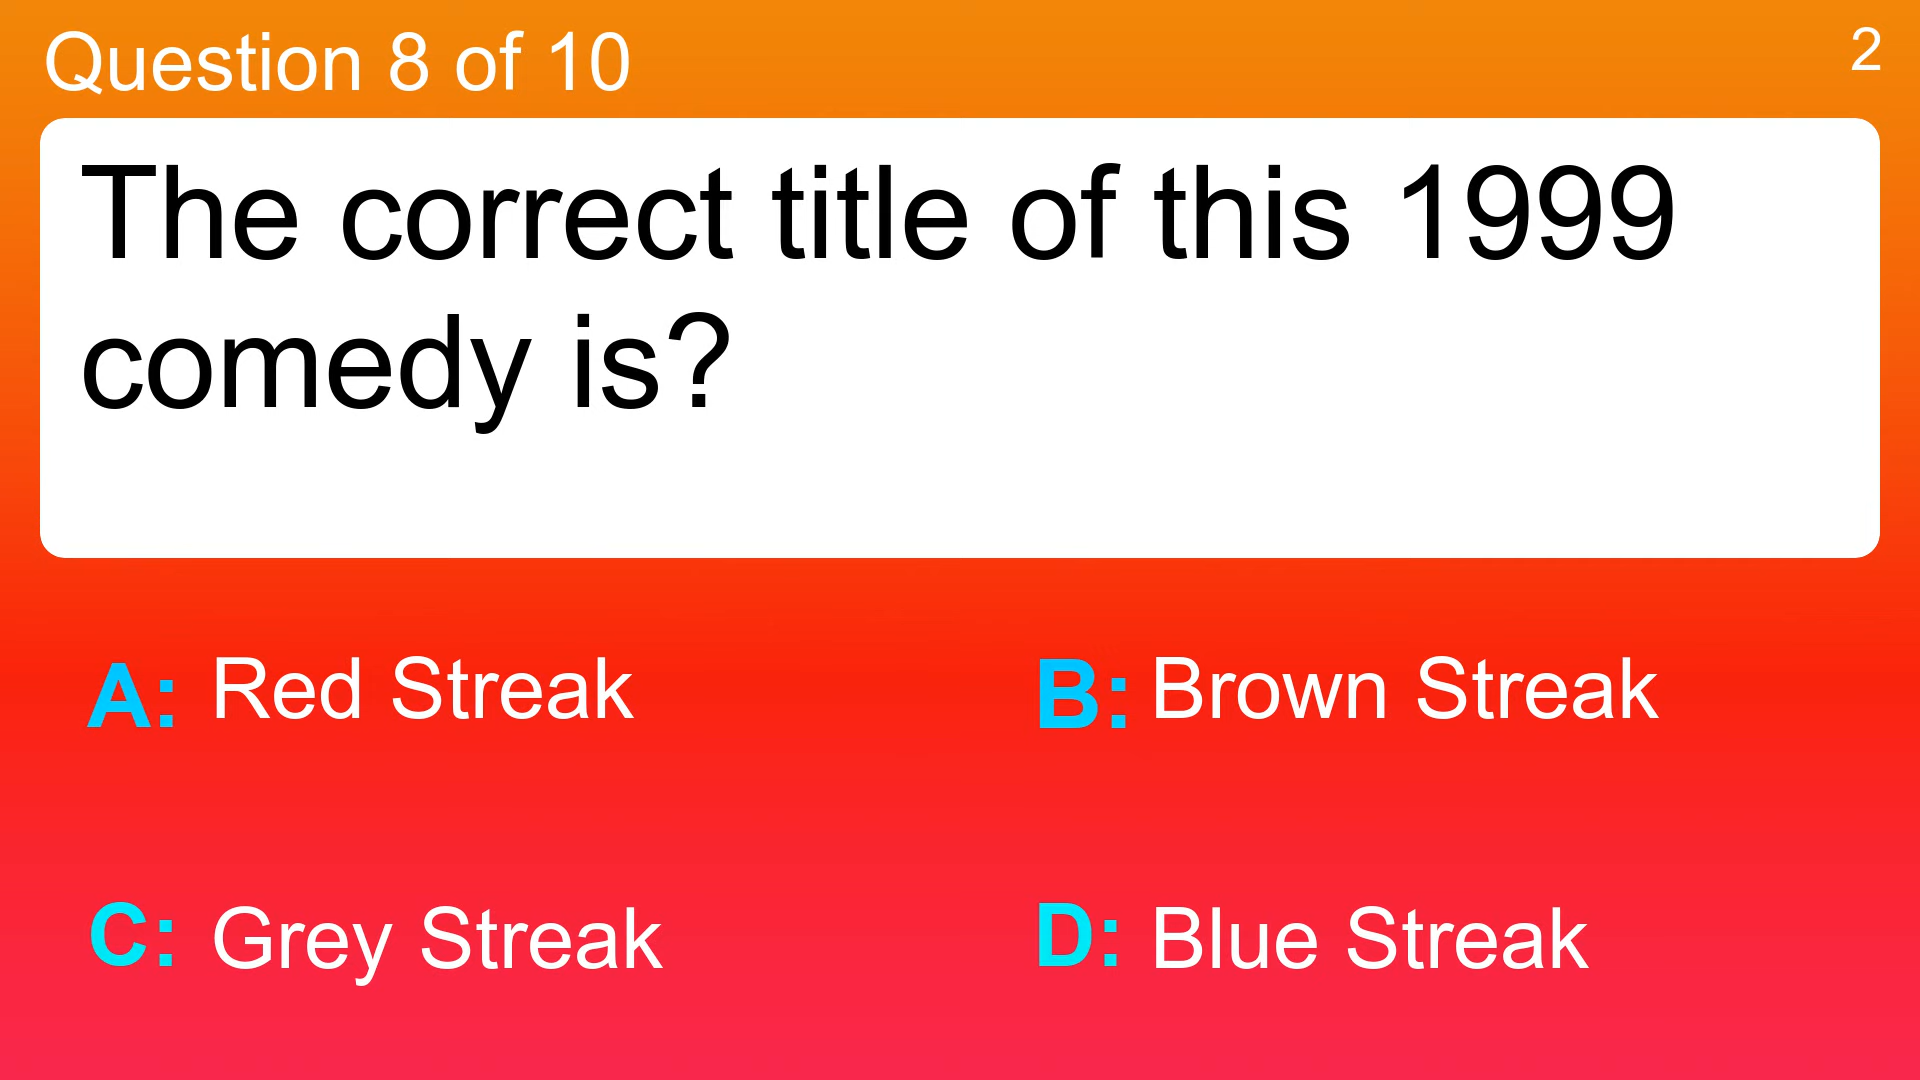 Question 8 of 10
2
The correct title of this 1999
comedy is?
A: Red Streak
B: Brown Streak
C: Grey Streak
D: Blue Streak